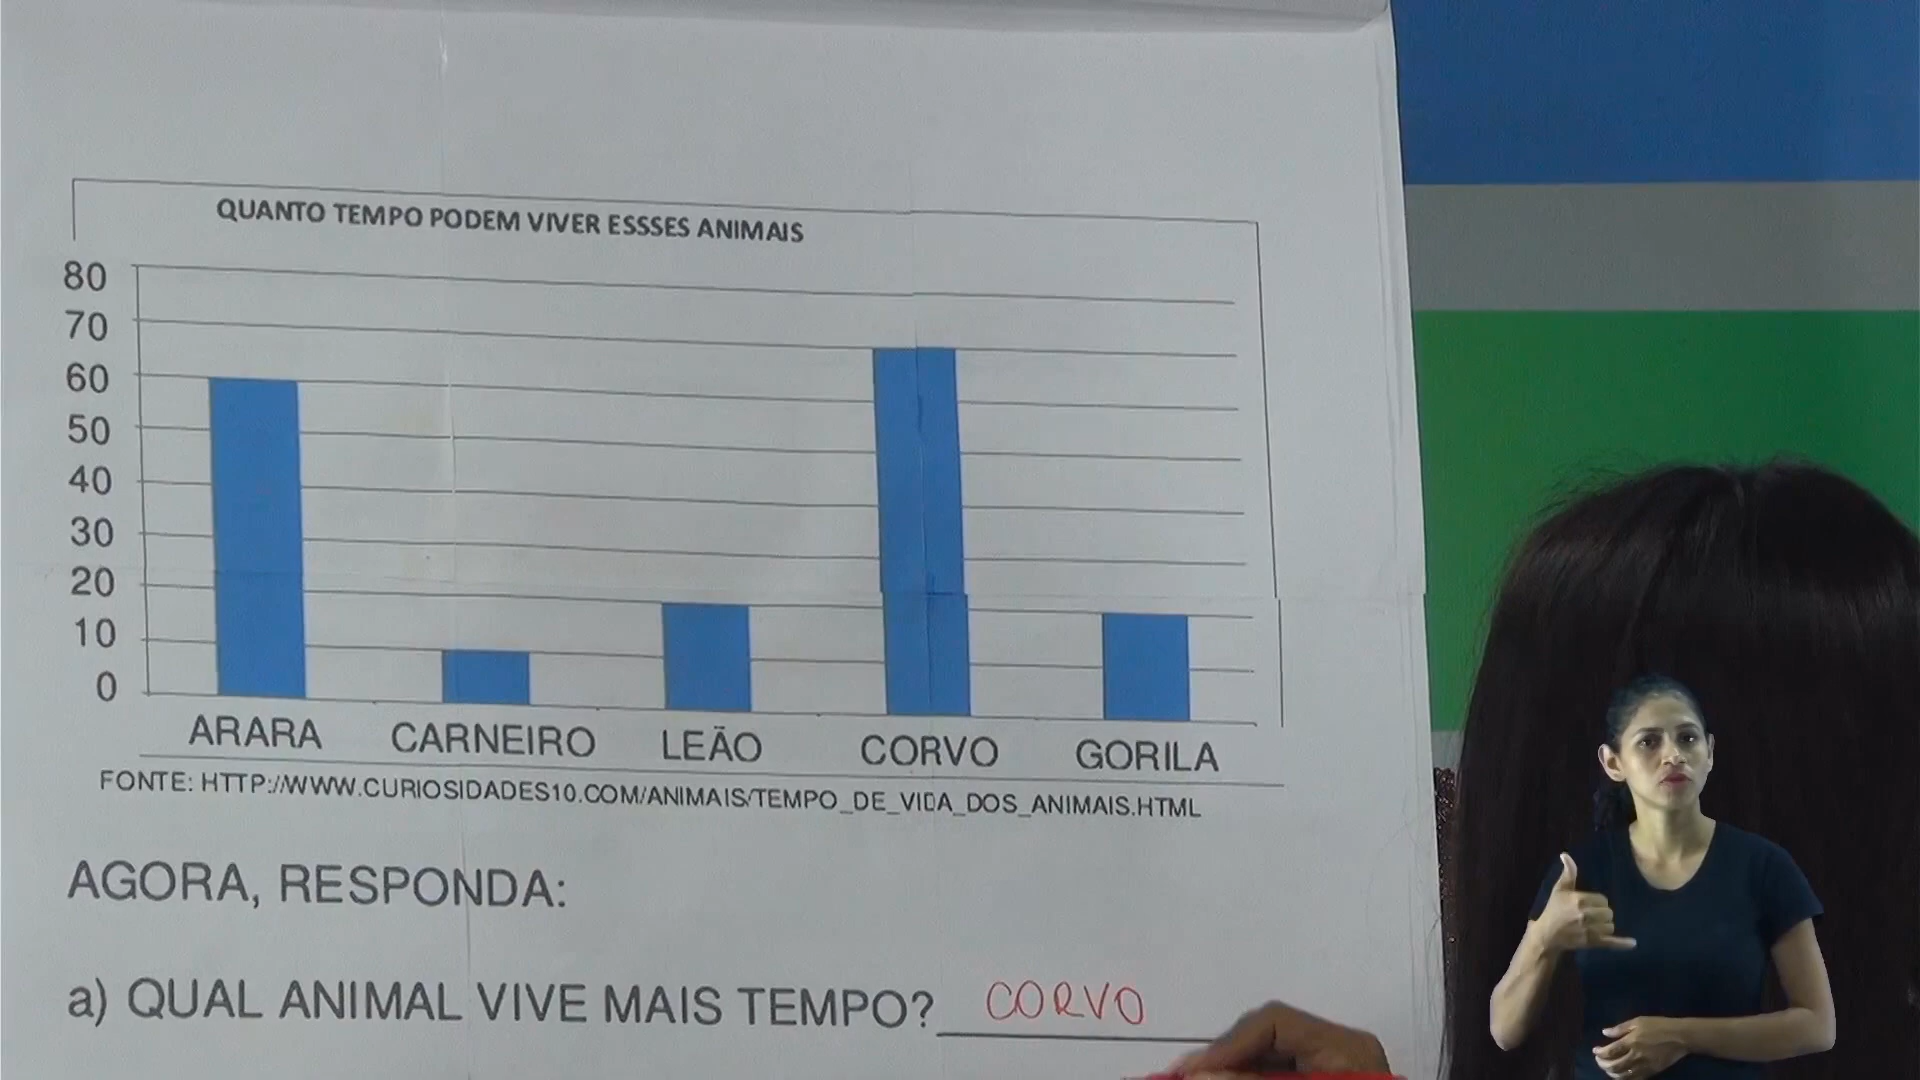 QUANTO TEMPO PODEM VIVER ESSSES ANIMAIS
80
70
60
50
40
30
20
10
0
ARARA CARNEIRO LEÃO CORVO GORILA
FONTE: HTTP://WWW.CURIOSIDADES10.COM/ANIMAIS/TEMPO_DE_VIDA_DOS_ANIMAIS.HTML
AGORA, RESPONDA:
a) QUAL ANIMAL VIVE MAIS TEMPO? CORVO